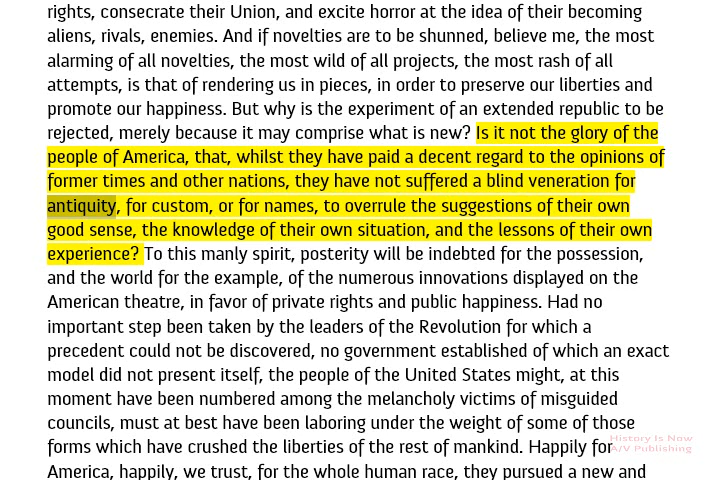 rights, consecrate their Union, and excite horror at the idea of their becoming
aliens, rivals, enemies. And if novelties are to be shunned, believe me, the most
alarming of all novelties, the most wild of all projects, the most rash of all
attempts, is that of rendering us in pieces, in order to preserve our liberties and
promote our happiness. But why is the experiment of an extended republic to be
rejected, merely because it may comprise what is new? Is it not the glory of the
people of America, that, whilst they have paid a decent regard to the opinions of
former times and other nations, they have not suffered a blind veneration for
antiquity, for custom, or for names, to overrule the suggestions of their own
good sense, the knowledge of their own situation, and the lessons of their own
experience? To this manly spirit, posterity will be indebted for the possession,
and the world for the example, of the numerous innovations displayed on the
American theatre, in favor of private rights and public happiness. Had no
important step been taken by the leaders of the Revolution for which a
precedent could not be discovered, no government established of which an exact
model did not present itself, the people of the United States might, at this
moment have been numbered among the melancholy victims of misguided
councils, must at best have been laboring under the weight of some of those
forms which have crushed the liberties of the rest of mankind. Happily for
America, happily, we trust, for the whole human race, they pursued a new and
History Is Now
A/V Publishing